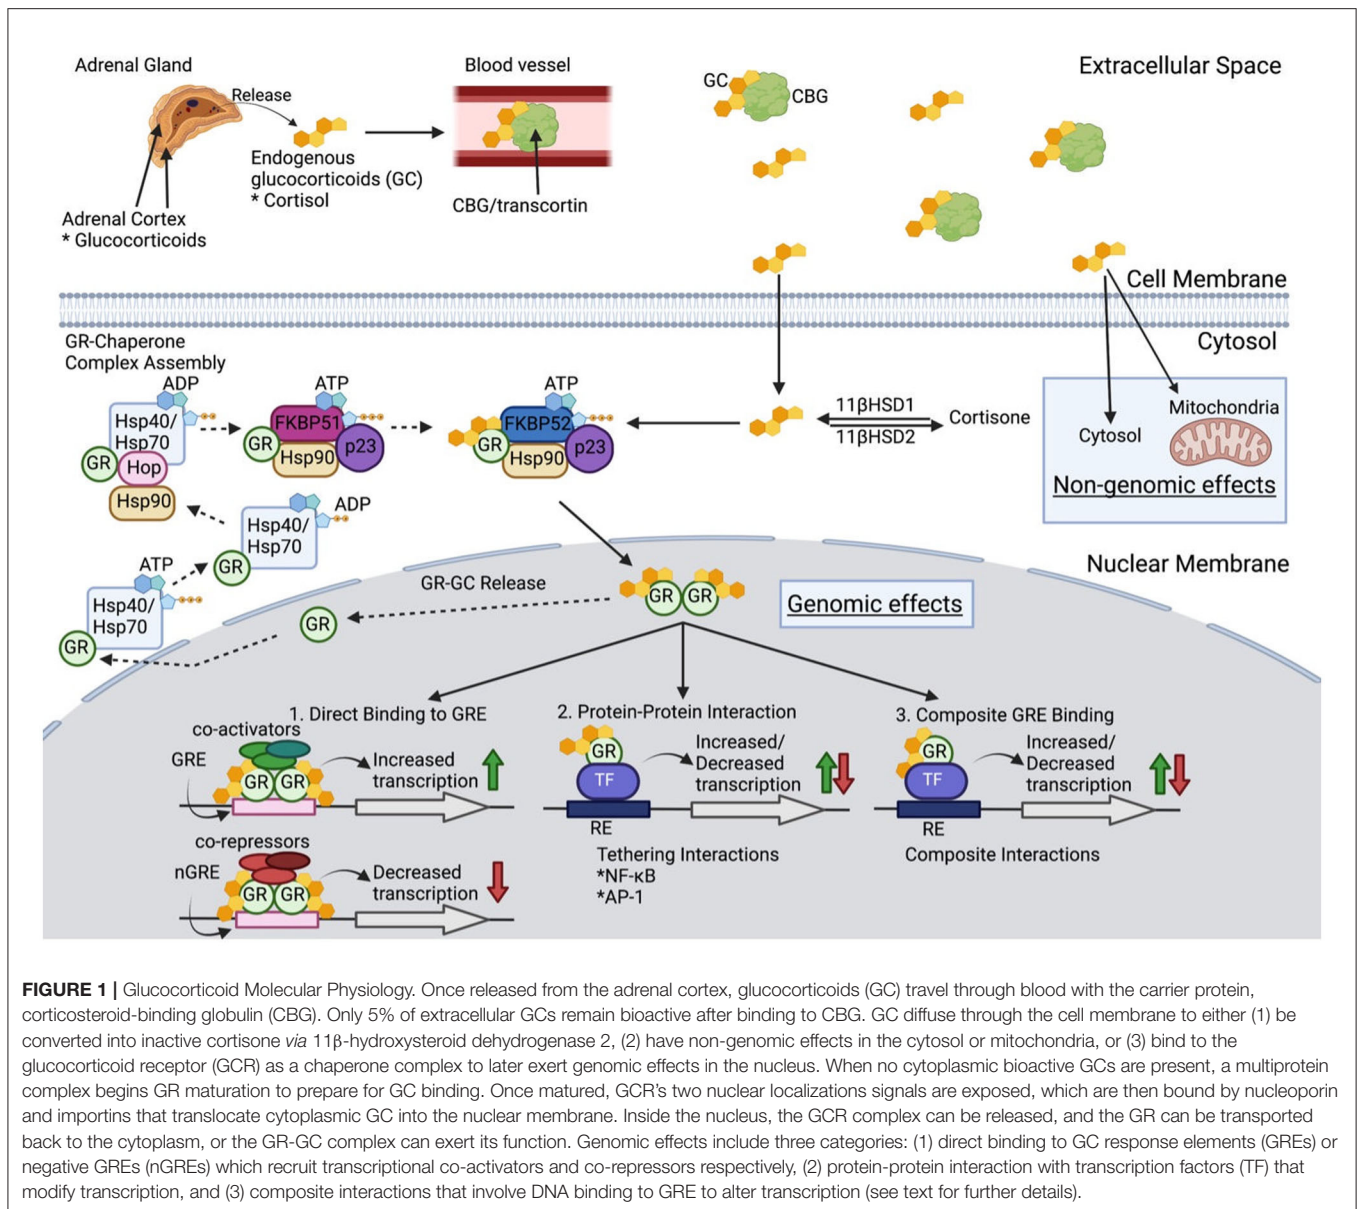 Adrenal Gland
Release
Endogenous
glucocorticoids (GC)
* Cortisol
Adrenal Cortex
* Glucocorticoids
Blood vessel
CBG/transcortin
GC
CBG
Extracellular Space
Cell Membrane
Cytosol
GR-Chaperone
Complex Assembly
ADP
Hsp40/
Hsp70
GR
Hop
Hsp90
ATP
FKBP51
GR
p23
Hsp90
ATP
FKBP52
GR
p23
Hsp90
11βHSD1
11βHSD2
Cortisone
Mitochondria
Cytosol
Non-genomic effects
ADP
Hsp40/
Hsp70
GR
ATP
Hsp40/
Hsp70
GR
Nuclear Membrane
GR-GC Release
GR
GR GR
Genomic effects
1. Direct Binding to GRE
co-activators
GRE
GR GR
Increased
transcription
co-repressors
nGRE
GR GR
Decreased
transcription
2. Protein-Protein Interaction
GR
TF
RE
Increased/
Decreased
transcription
Tethering Interactions
*NF-κB
*AP-1
3. Composite GRE Binding
GR
TF
RE
Increased/
Decreased
transcription
Composite Interactions
FIGURE 1 | Glucocorticoid Molecular Physiology. Once released from the adrenal cortex, glucocorticoids (GC) travel through blood with the carrier protein,
corticosteroid-binding globulin (CBG). Only 5% of extracellular GCs remain bioactive after binding to CBG. GC diffuse through the cell membrane to either (1) be
converted into inactive cortisone via 11β-hydroxysteroid dehydrogenase 2, (2) have non-genomic effects in the cytosol or mitochondria, or (3) bind to the
glucocorticoid receptor (GCR) as a chaperone complex to later exert genomic effects in the nucleus. When no cytoplasmic bioactive GCs are present, a multiprotein
complex begins GR maturation to prepare for GC binding. Once matured, GCR's two nuclear localizations signals are exposed, which are then bound by nucleoporin
and importins that translocate cytoplasmic GC into the nuclear membrane. Inside the nucleus, the GCR complex can be released, and the GR can be transported
back to the cytoplasm, or the GR-GC complex can exert its function. Genomic effects include three categories: (1) direct binding to GC response elements (GREs) or
negative GREs (nGREs) which recruit transcriptional co-activators and co-repressors respectively, (2) protein-protein interaction with transcription factors (TF) that
modify transcription, and (3) composite interactions that involve DNA binding to GRE to alter transcription (see text for further details).